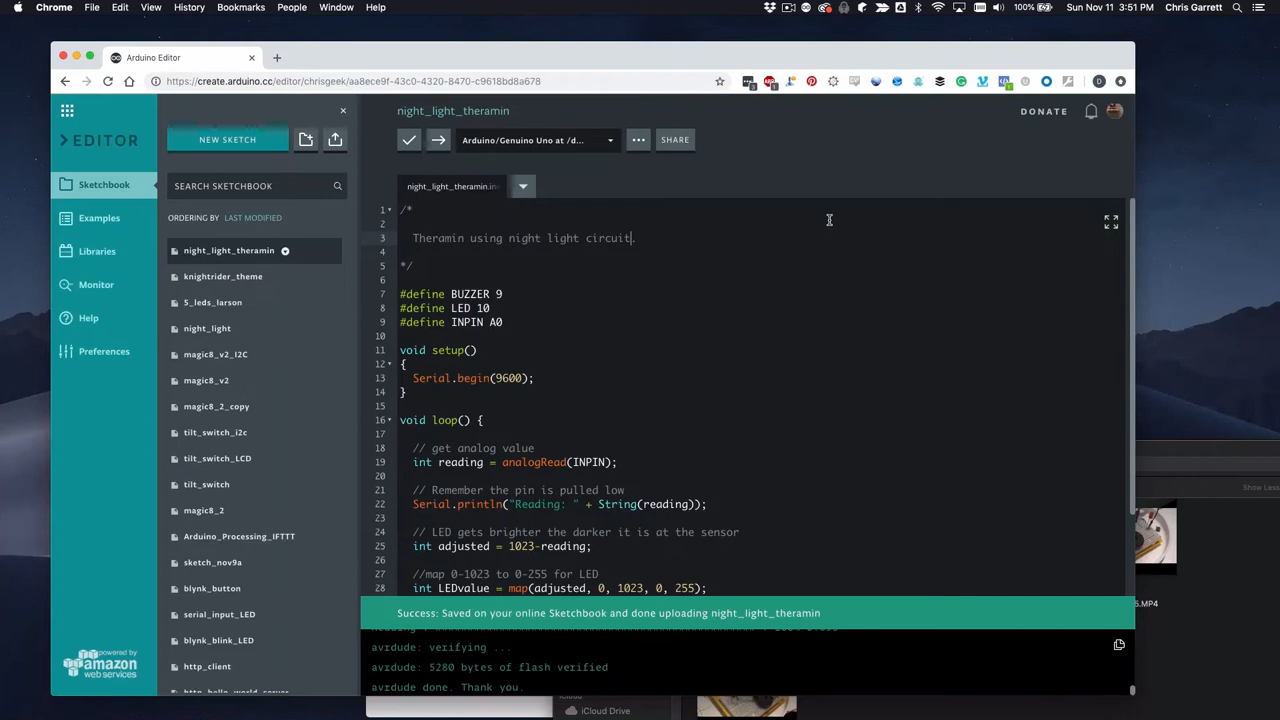 Chrome File Edit View History Bookmarks People Window Help
100% Sun Nov 11 3:51 PM Chris Garrett
Arduino Editor
https://create.arduino.cc/editor/chrisgeek/aa8ece9f-43c0-4320-8470-c9618bd8a678
EDITOR
Sketchbook
Examples
Libraries
Monitor
Help
Preferences
powered by
amazon
web services
NEW SKETCH
SEARCH SKETCHBOOK
ORDERING BY LAST MODIFIED
night_light_theramin
knightrider_theme
5_leds_larson
night_light
magic8_v2_I2C
magic8_v2
magic8_2_copy
tilt_switch_i2c
tilt_switch_LCD
tilt_switch
magic8_2
Arduino_Processing_IFTTT
sketch_nov9a
blynk_button
serial_input_LED
blynk_blink_LED
http_client
night_light_theramin
DONATE
Arduino/Genuino Uno at /d...
SHARE
night_light_theramin.in
1 /*
2
3 Theramin using night light circuit.
4
5 */
6
7 #define BUZZER 9
8 #define LED 10
9 #define INPIN A0
10
11 void setup()
12 {
13 Serial.begin(9600);
14 }
15
16 void loop() {
17
18 // get analog value
19 int reading = analogRead(INPIN);
20
21 // Remember the pin is pulled low
22 Serial.println("Reading: " + String(reading));
23
24 // LED gets brighter the darker it is at the sensor
25 int adjusted = 1023-reading;
26
27 //map 0-1023 to 0-255 for LED
28 int LEDvalue = map(adjusted, 0, 1023, 0, 255);
Success: Saved on your online Sketchbook and done uploading night_light_theramin
avrdude: verifying ...
avrdude: 5280 bytes of flash verified
avrdude done. Thank you.
Show Less
5.MP4
iCloud Drive